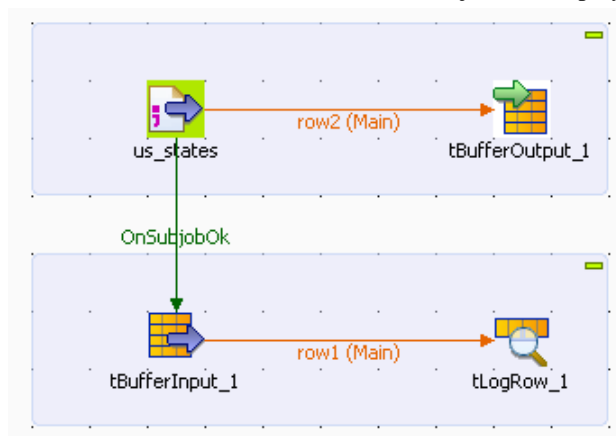 row2 (Main)
us_states
tBufferOutput_1
OnSubjobOk
row1 (Main)
tBufferInput_1
tLogRow_1